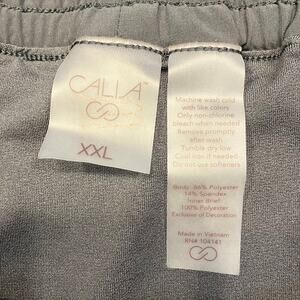 CALIA™
XXL
Machine wash cold
with like colors
Only non-chlorine
bleach when needed
Remove promptly
after wash
Tumble dry low
Cool iron if needed
Do not use softeners
Body: 86% Polyester
14% Spandex
Inner Brief:
100% Polyester
Exclusive of Decoration
Made in Vietnam
RN# 104141